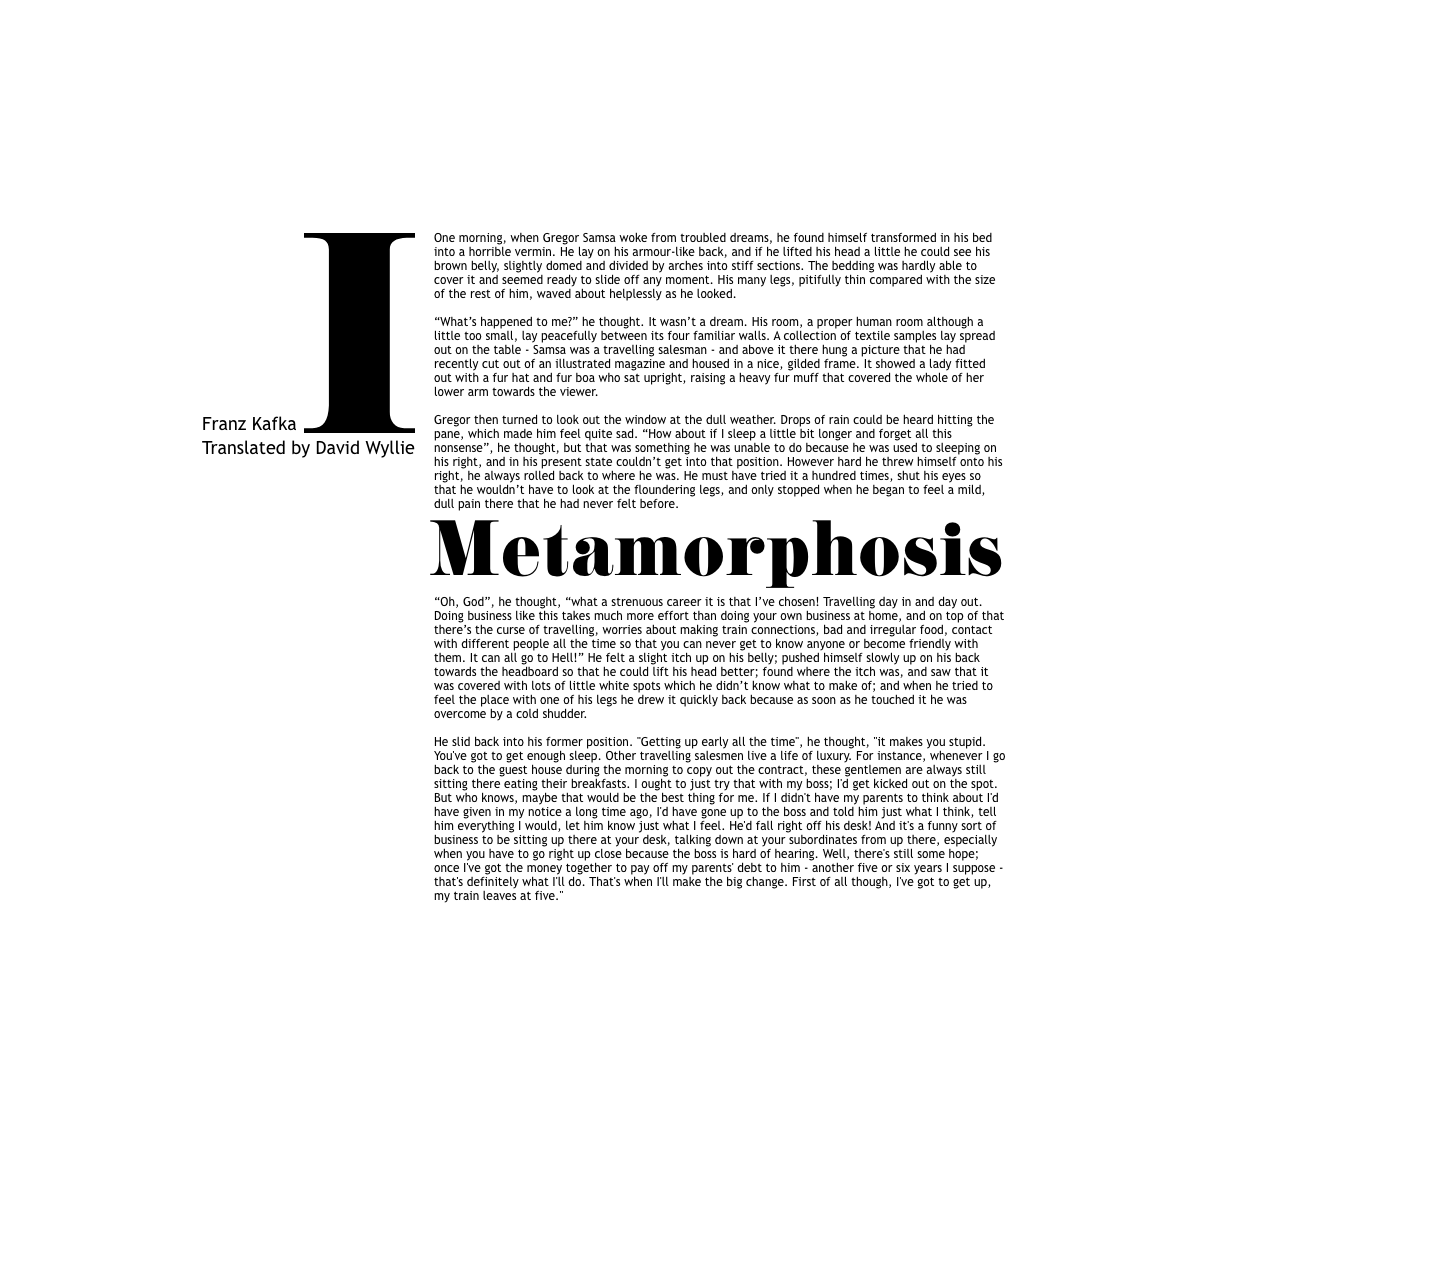 I
Franz Kafka
Translated by David Wyllie
One morning, when Gregor Samsa woke from troubled dreams, he found himself transformed in his bed
into a horrible vermin. He lay on his armour-like back, and if he lifted his head a little he could see his
brown belly, slightly domed and divided by arches into stiff sections. The bedding was hardly able to
cover it and seemed ready to slide off any moment. His many legs, pitifully thin compared with the size
of the rest of him, waved about helplessly as he looked.
“What’s happened to me?” he thought. It wasn’t a dream. His room, a proper human room although a
little too small, lay peacefully between its four familiar walls. A collection of textile samples lay spread
out on the table - Samsa was a travelling salesman - and above it there hung a picture that he had
recently cut out of an illustrated magazine and housed in a nice, gilded frame. It showed a lady fitted
out with a fur hat and fur boa who sat upright, raising a heavy fur muff that covered the whole of her
lower arm towards the viewer.
Gregor then turned to look out the window at the dull weather. Drops of rain could be heard hitting the
pane, which made him feel quite sad. “How about if I sleep a little bit longer and forget all this
nonsense”, he thought, but that was something he was unable to do because he was used to sleeping on
his right, and in his present state couldn’t get into that position. However hard he threw himself onto his
right, he always rolled back to where he was. He must have tried it a hundred times, shut his eyes so
that he wouldn’t have to look at the floundering legs, and only stopped when he began to feel a mild,
dull pain there that he had never felt before.
Metamorphosis
“Oh, God”, he thought, “what a strenuous career it is that I’ve chosen! Travelling day in and day out.
Doing business like this takes much more effort than doing your own business at home, and on top of that
there’s the curse of travelling, worries about making train connections, bad and irregular food, contact
with different people all the time so that you can never get to know anyone or become friendly with
them. It can all go to Hell!” He felt a slight itch up on his belly; pushed himself slowly up on his back
towards the headboard so that he could lift his head better; found where the itch was, and saw that it
was covered with lots of little white spots which he didn’t know what to make of; and when he tried to
feel the place with one of his legs he drew it quickly back because as soon as he touched it he was
overcome by a cold shudder.
He slid back into his former position. "Getting up early all the time", he thought, "it makes you stupid.
You've got to get enough sleep. Other travelling salesmen live a life of luxury. For instance, whenever I go
back to the guest house during the morning to copy out the contract, these gentlemen are always still
sitting there eating their breakfasts. I ought to just try that with my boss; I'd get kicked out on the spot.
But who knows, maybe that would be the best thing for me. If I didn't have my parents to think about I'd
have given in my notice a long time ago, I'd have gone up to the boss and told him just what I think, tell
him everything I would, let him know just what I feel. He'd fall right off his desk! And it's a funny sort of
business to be sitting up there at your desk, talking down at your subordinates from up there, especially
when you have to go right up close because the boss is hard of hearing. Well, there's still some hope;
once I've got the money together to pay off my parents' debt to him - another five or six years I suppose -
that's definitely what I'll do. That's when I'll make the big change. First of all though, I've got to get up,
my train leaves at five."